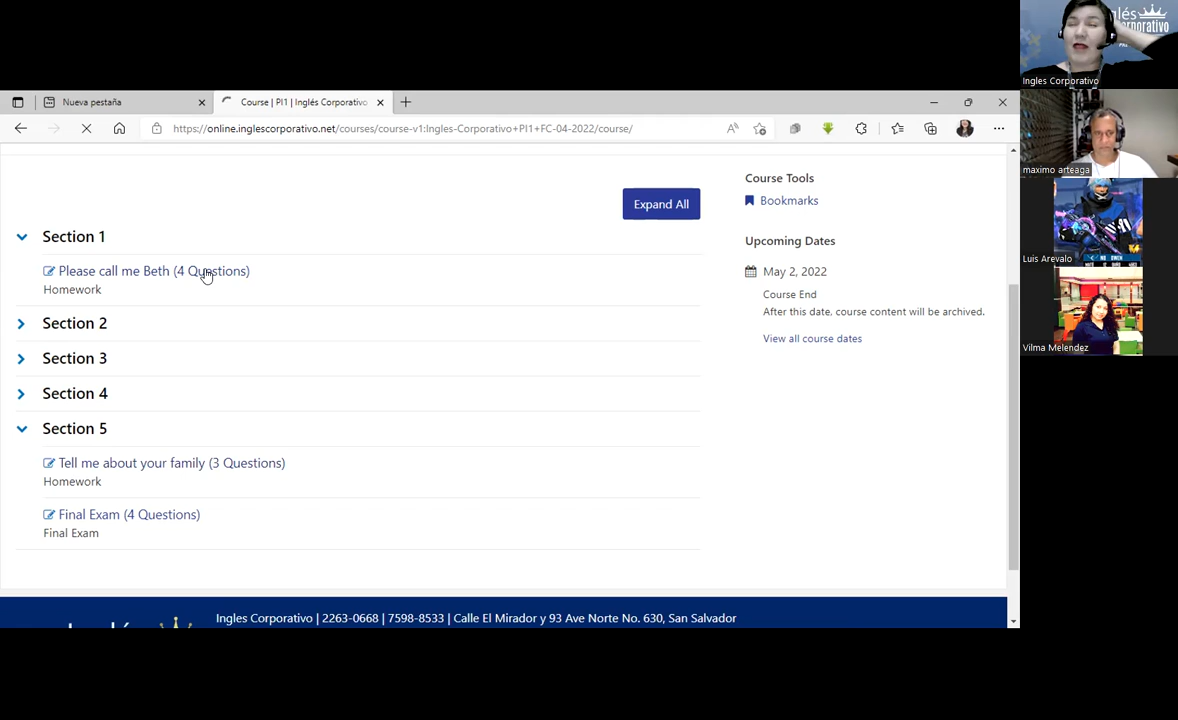 Nueva pestaña
Course | PI1 | Inglés Corporativo
https://online.inglescorporativo.net/courses/course-v1:Ingles-Corporativo+PI1+FC-04-2022/course/
Expand All
Section 1
Please call me Beth (4 Questions)
Homework
Section 2
Section 3
Section 4
Section 5
Tell me about your family (3 Questions)
Homework
Final Exam (4 Questions)
Final Exam
Course Tools
Bookmarks
Upcoming Dates
May 2, 2022
Course End
After this date, course content will be archived.
View all course dates
Ingles Corporativo | 2263-0668 | 7598-8533 | Calle El Mirador y 93 Ave Norte No. 630, San Salvador
Ingles Corporativo
maximo arteaga
Luis Arevalo
Vilma Melendez